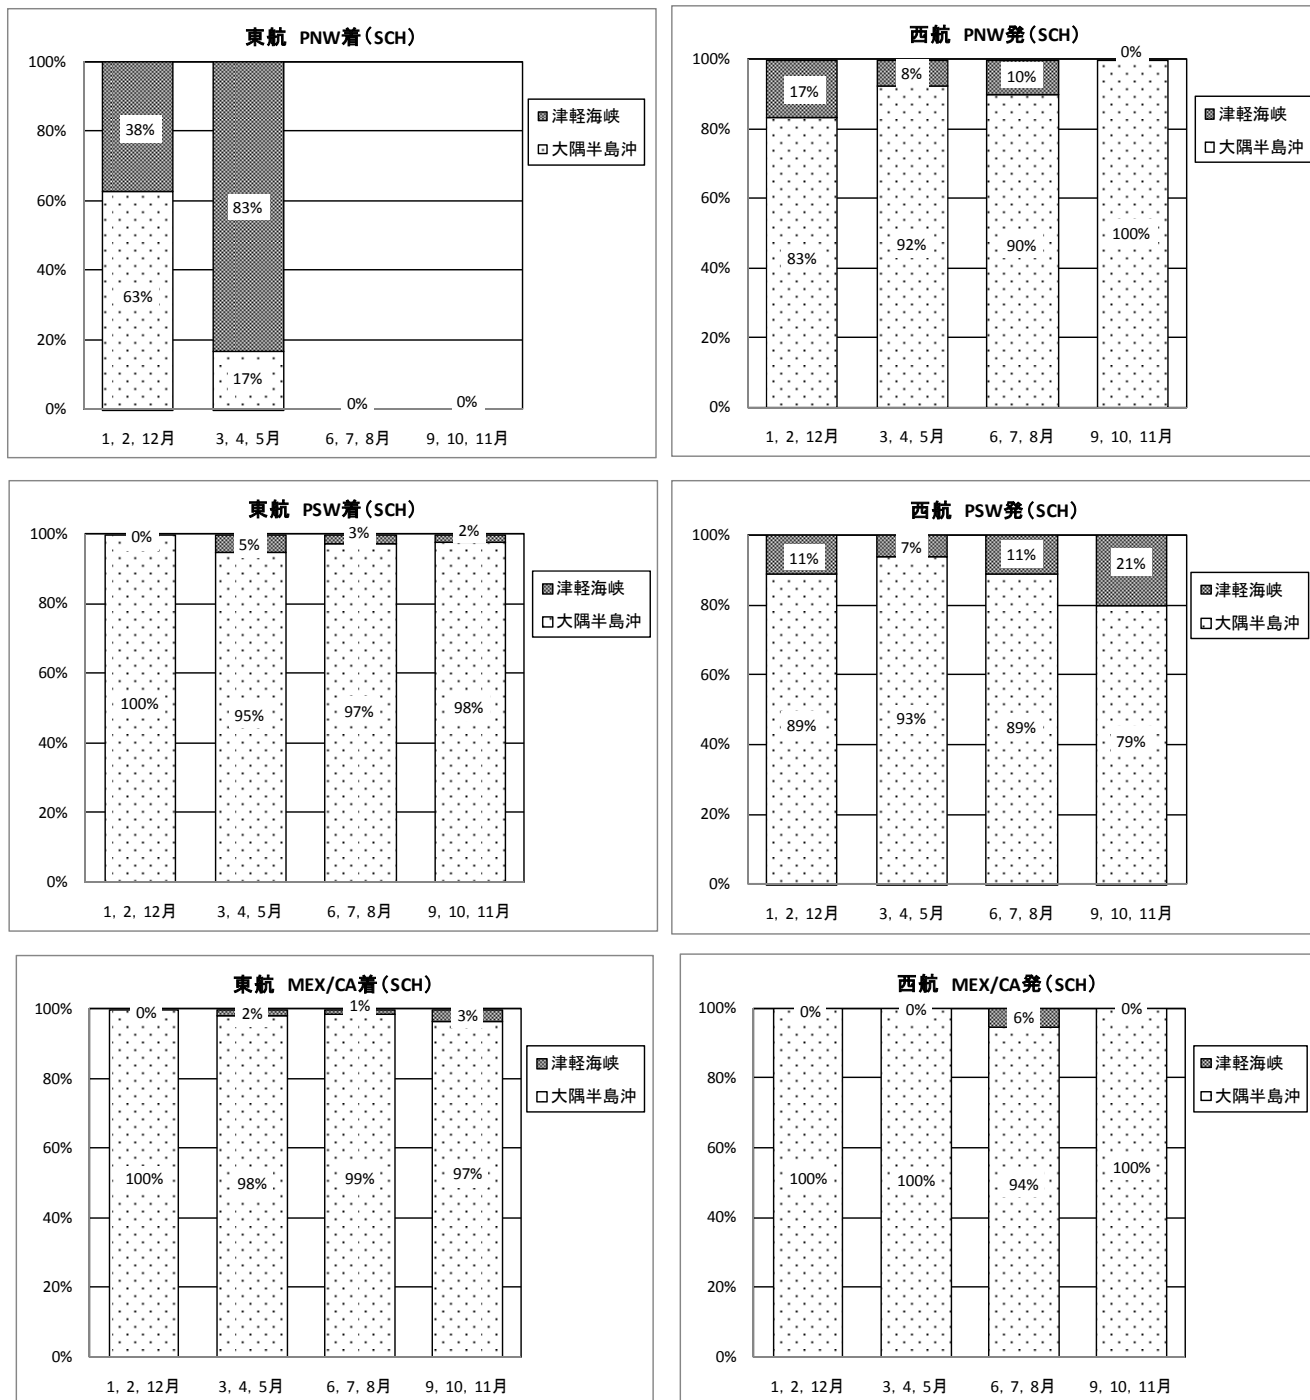 東航 PNW着(SCH)
100%
80%
60%
40%
20%
0%
38%
63%
83%
17%
0%
0%
1, 2, 12月
3, 4, 5月
6, 7, 8月
9, 10, 11月
津軽海峡
大隅半島沖
西航 PNW発(SCH)
100%
80%
60%
40%
20%
0%
17%
83%
8%
92%
10%
90%
0%
100%
1, 2, 12月
3, 4, 5月
6, 7, 8月
9, 10, 11月
津軽海峡
大隅半島沖
東航 PSW着(SCH)
100%
80%
60%
40%
20%
0%
0%
100%
5%
95%
3%
97%
2%
98%
1, 2, 12月
3, 4, 5月
6, 7, 8月
9, 10, 11月
津軽海峡
大隅半島沖
西航 PSW発(SCH)
100%
80%
60%
40%
20%
0%
11%
89%
7%
93%
11%
89%
21%
79%
1, 2, 12月
3, 4, 5月
6, 7, 8月
9, 10, 11月
津軽海峡
大隅半島沖
東航 MEX/CA着(SCH)
100%
80%
60%
40%
20%
0%
0%
100%
2%
98%
1%
99%
3%
97%
1, 2, 12月
3, 4, 5月
6, 7, 8月
9, 10, 11月
津軽海峡
大隅半島沖
西航 MEX/CA発(SCH)
100%
80%
60%
40%
20%
0%
0%
100%
0%
100%
6%
94%
0%
100%
1, 2, 12月
3, 4, 5月
6, 7, 8月
9, 10, 11月
津軽海峡
大隅半島沖